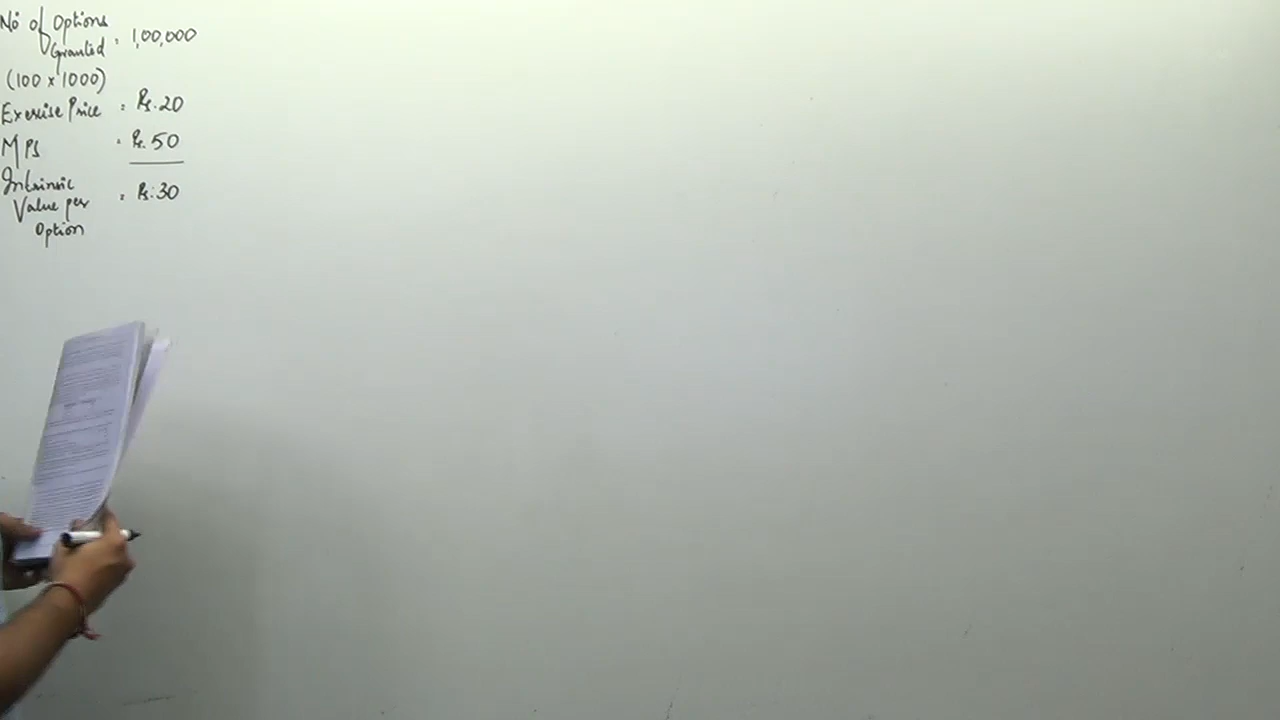 No of Options
Granted = 1,00,000
(100 x 1000)
Exercise Price = Rs. 20
MPS = Rs. 50
Intrinsic
Value per = Rs. 30
Option